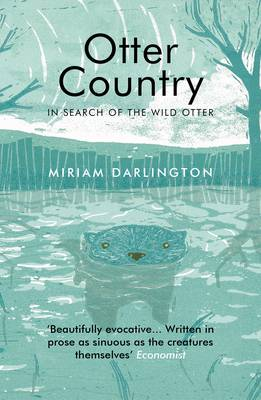 Otter
Country
IN SEARCH OF THE WILD OTTER
MIRIAM DARLINGTON
‘Beautifully evocative... Written in
prose as sinuous as the creatures
themselves’ Economist